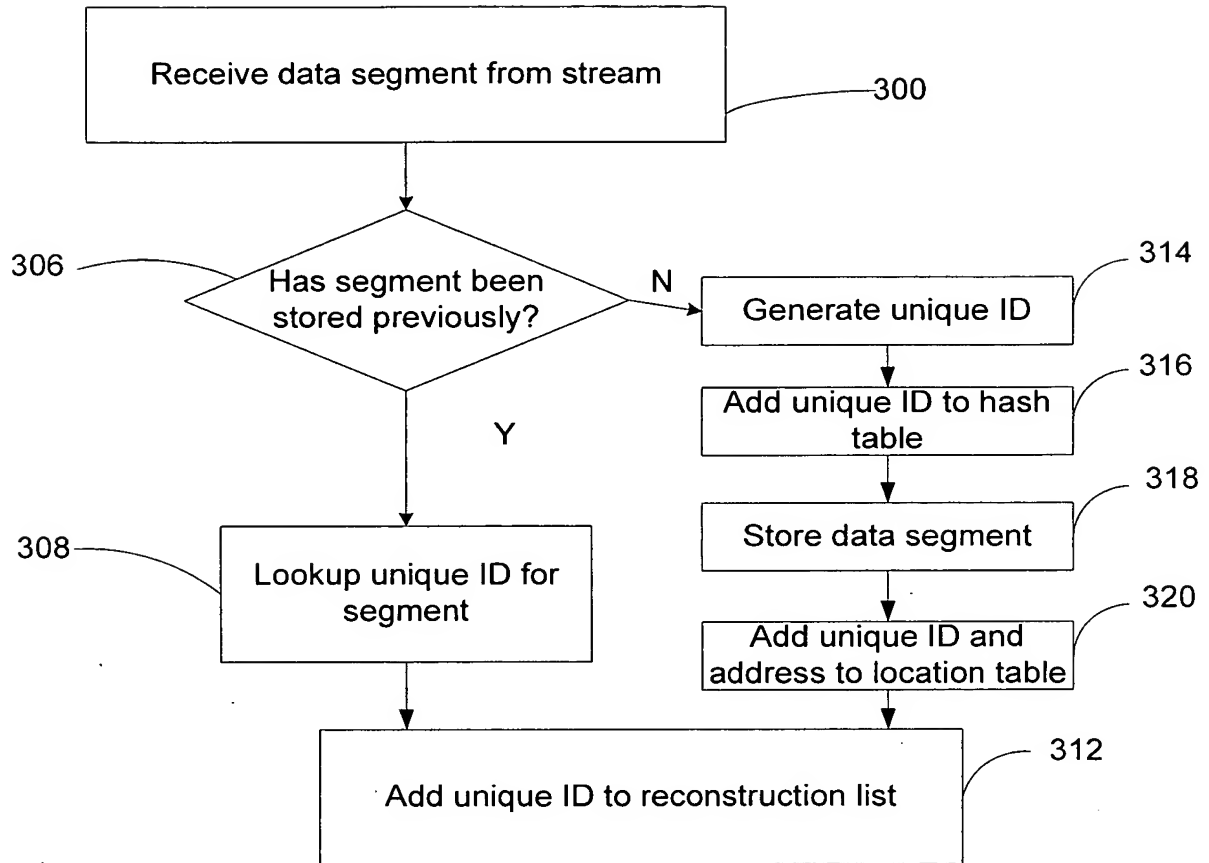 Receive data segment from stream
300
306
Has segment been
stored previously?
N
314
Generate unique ID
316
Add unique ID to hash
table
Y
318
Store data segment
308
Lookup unique ID for
segment
320
Add unique ID and
address to location table
312
Add unique ID to reconstruction list